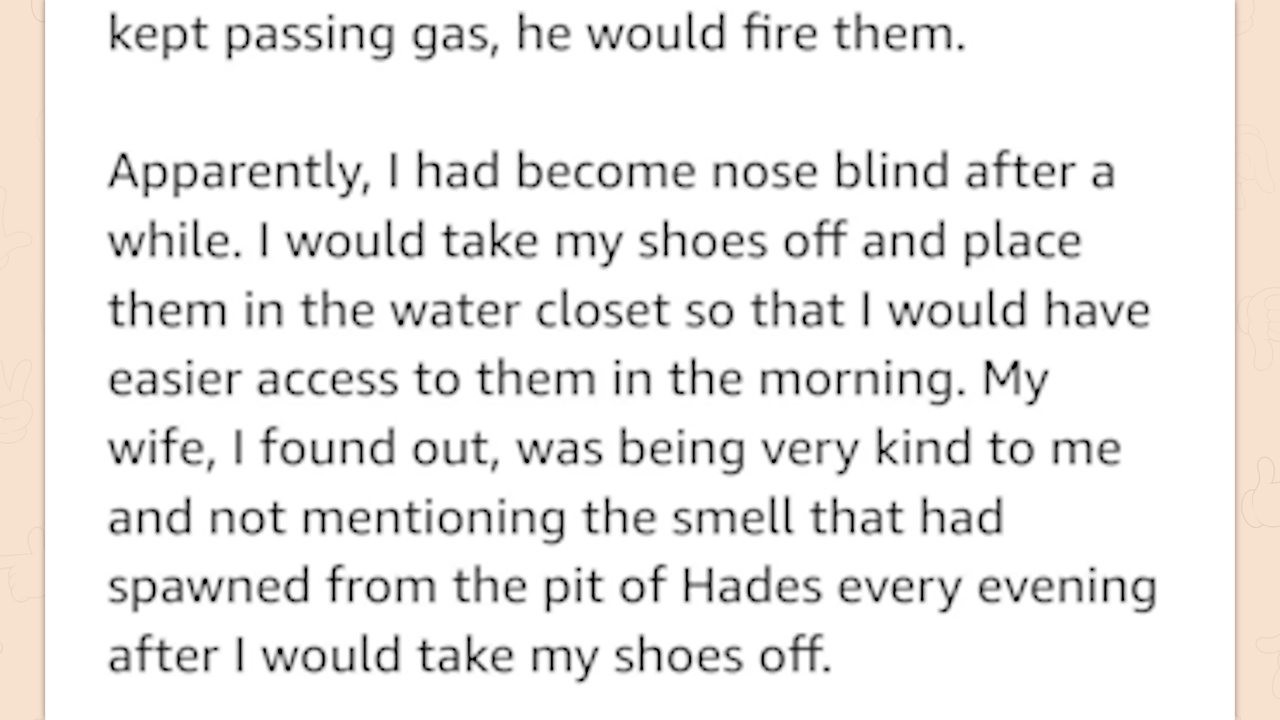 kept passing gas, he would fire them.
Apparently, I had become nose blind after a
while. I would take my shoes off and place
them in the water closet so that I would have
easier access to them in the morning. My
wife, I found out, was being very kind to me
and not mentioning the smell that had
spawned from the pit of Hades every evening
after I would take my shoes off.